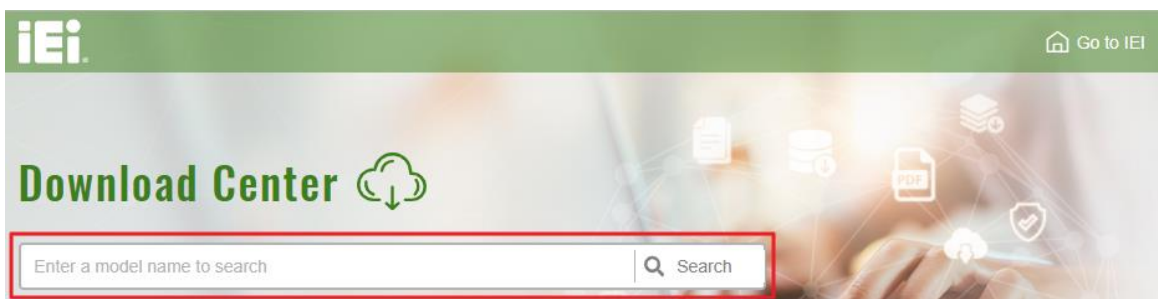 iEi.
Go to IEI
Download Center
Enter a model name to search
Search
PDF